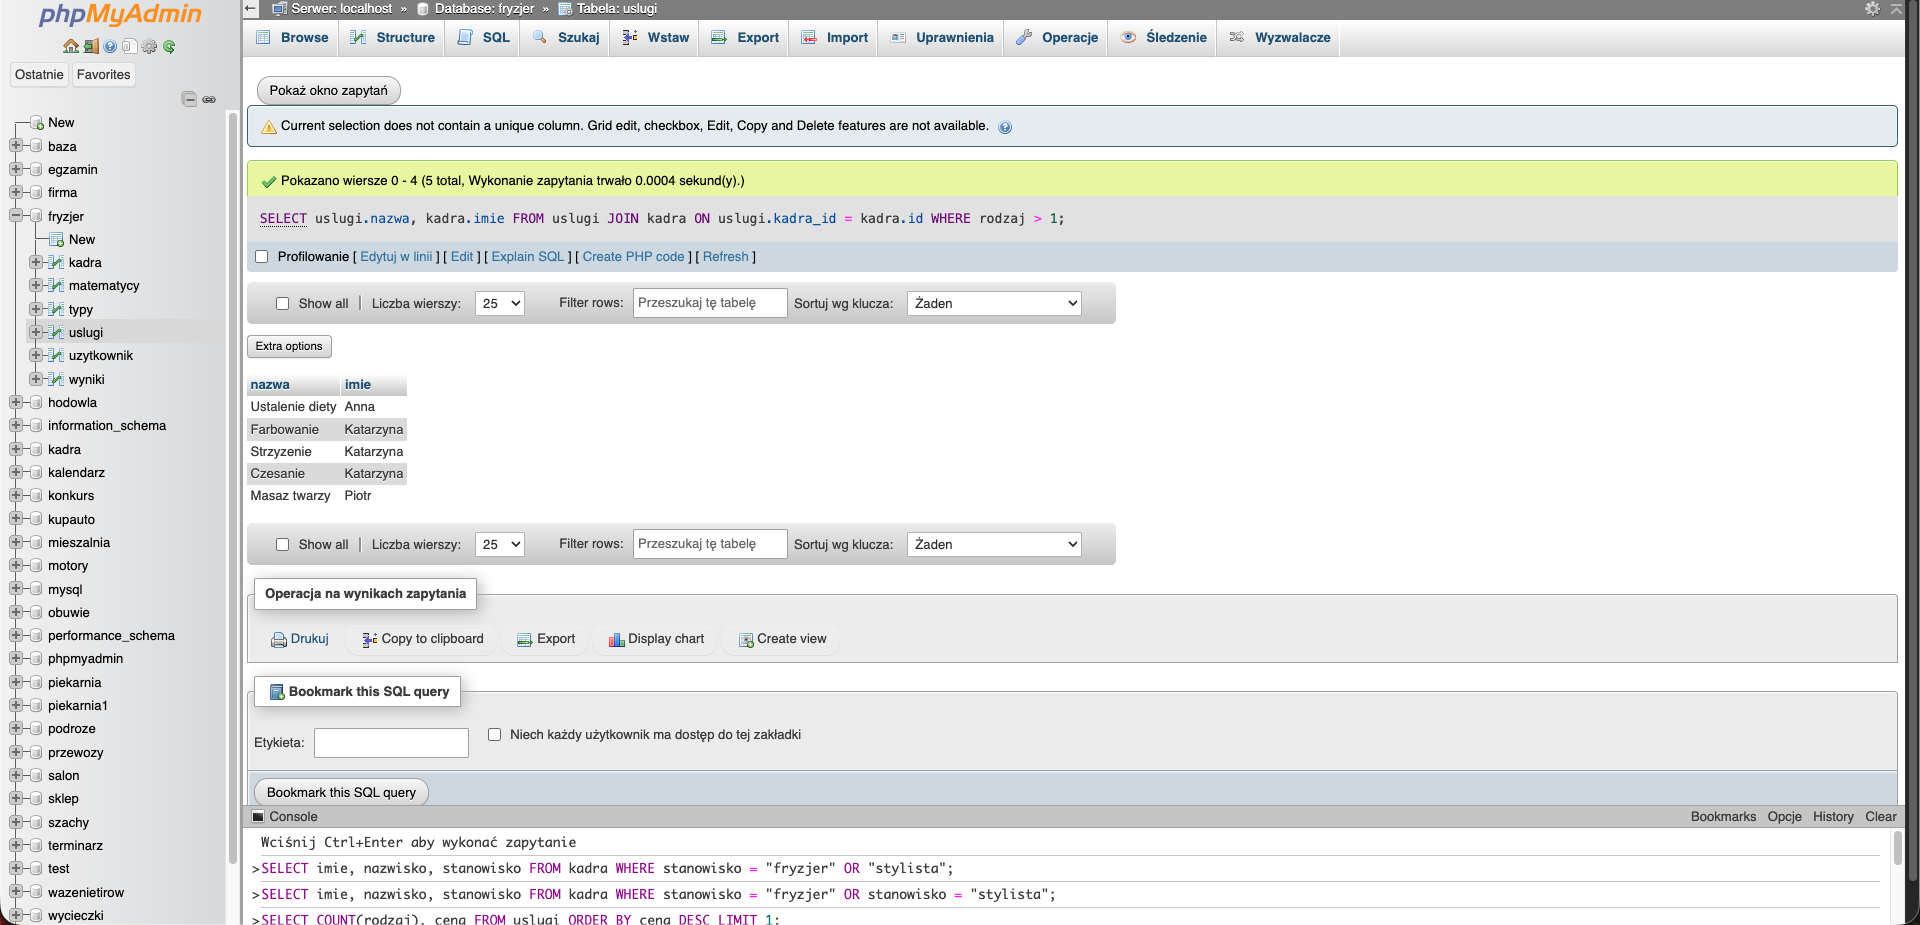 phpMyAdmin
Ostatnie Favorites
New
baza
egzamin
firma
fryzjer
New
kadra
matematycy
typy
uslugi
uzytkownik
wyniki
hodowla
information_schema
kadra
kalendarz
konkurs
kupauto
mieszalnia
motory
mysql
obuwie
performance_schema
phpmyadmin
piekarnia
piekarnia1
podroze
przewozy
salon
sklep
szachy
terminarz
test
wazenietirow
wycieczki
Serwer: localhost » Database: fryzjer » Tabela: uslugi
Browse Structure SQL Szukaj Wstaw Export Import Uprawnienia Operacje Śledzenie Wyzwalacze
Pokaż okno zapytań
Current selection does not contain a unique column. Grid edit, checkbox, Edit, Copy and Delete features are not available.
Pokazano wiersze 0 - 4 (5 total, Wykonanie zapytania trwało 0.0004 sekund(y).)
SELECT uslugi.nazwa, kadra.imie FROM uslugi JOIN kadra ON uslugi.kadra_id = kadra.id WHERE rodzaj > 1;
Profilowanie [ Edytuj w linii ] [ Edit ] [ Explain SQL ] [ Create PHP code ] [ Refresh ]
Show all | Liczba wierszy: 25 Filter rows: Przeszukaj tę tabelę Sortuj wg klucza: Żaden
Extra options
nazwa imie
Ustalenie diety Anna
Farbowanie Katarzyna
Strzyzenie Katarzyna
Czesanie Katarzyna
Masaz twarzy Piotr
Show all | Liczba wierszy: 25 Filter rows: Przeszukaj tę tabelę Sortuj wg klucza: Żaden
Operacja na wynikach zapytania
Drukuj Copy to clipboard Export Display chart Create view
Bookmark this SQL query
Etykieta: Niech każdy użytkownik ma dostęp do tej zakładki
Bookmark this SQL query
Console Bookmarks Opcje History Clear
Wciśnij Ctrl+Enter aby wykonać zapytanie
>SELECT imie, nazwisko, stanowisko FROM kadra WHERE stanowisko = "fryzjer" OR "stylista";
>SELECT imie, nazwisko, stanowisko FROM kadra WHERE stanowisko = "fryzjer" OR stanowisko = "stylista";
>SELECT COUNT(rodzaj), cena FROM uslugi ORDER BY cena DESC LIMIT 1;